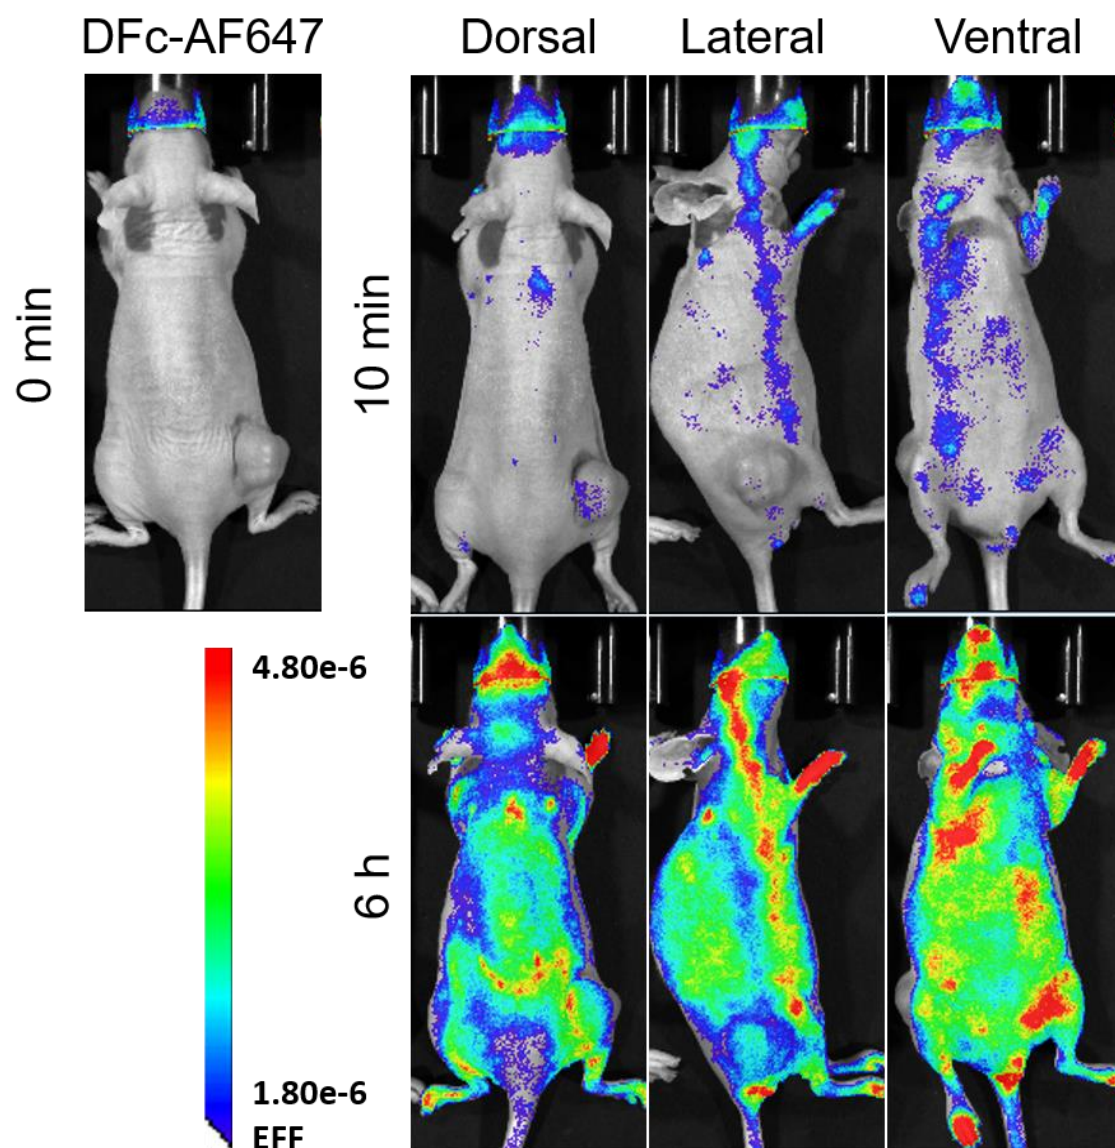 DFc-AF647
Dorsal
Lateral
Ventral
0 min
10 min
4.80e-6
1.80e-6
EFF
6 h